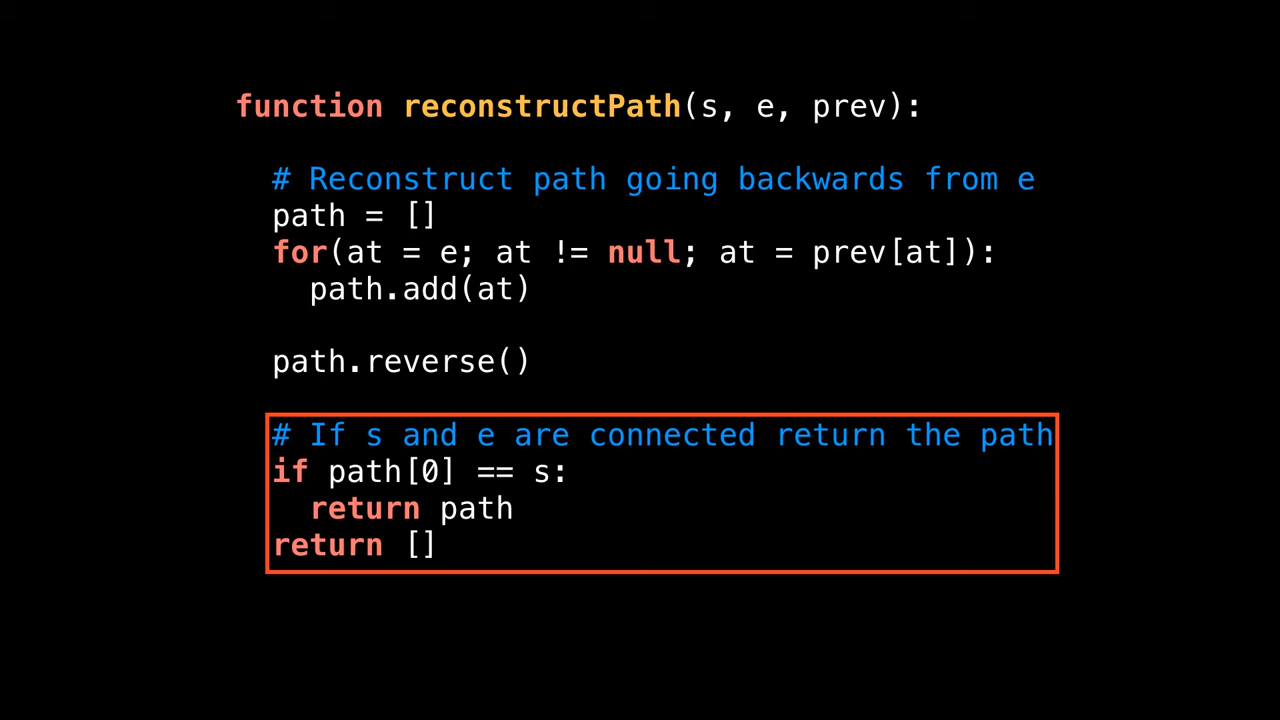 function reconstructPath(s, e, prev):
# Reconstruct path going backwards from e
path = []
for(at = e; at != null; at = prev[at]):
path.add(at)
path.reverse()
# If s and e are connected return the path
if path[0] == s:
return path
return []